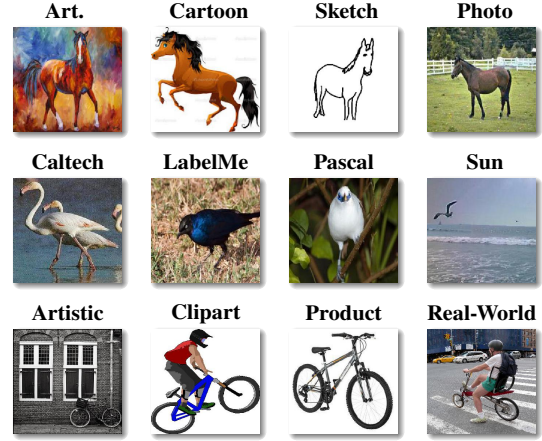 Art. Cartoon Sketch Photo
Caltech LabelMe Pascal Sun
Artistic Clipart Product Real-World